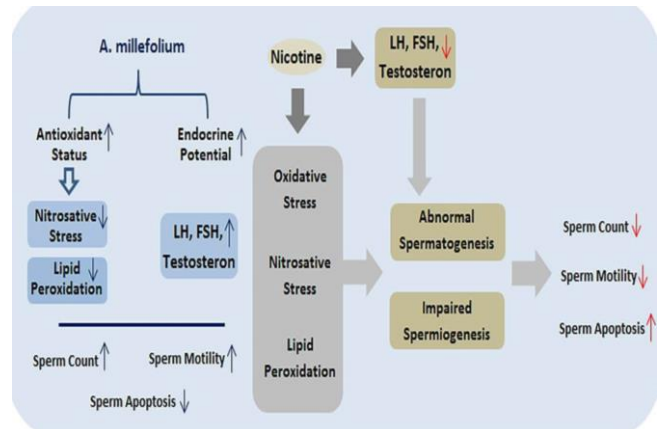 A. millefolium
Antioxidant
Status
Endocrine
Potential
Nitrosative
Stress
Lipid
Peroxidation
LH, FSH,
Testosteron
Sperm Count
Sperm Motility
Sperm Apoptosis
Nicotine
LH, FSH,
Testosteron
Oxidative
Stress
Nitrosative
Stress
Lipid
Peroxidation
Abnormal
Spermatogenesis
Impaired
Spermiogenesis
Sperm Count
Sperm Motility
Sperm Apoptosis